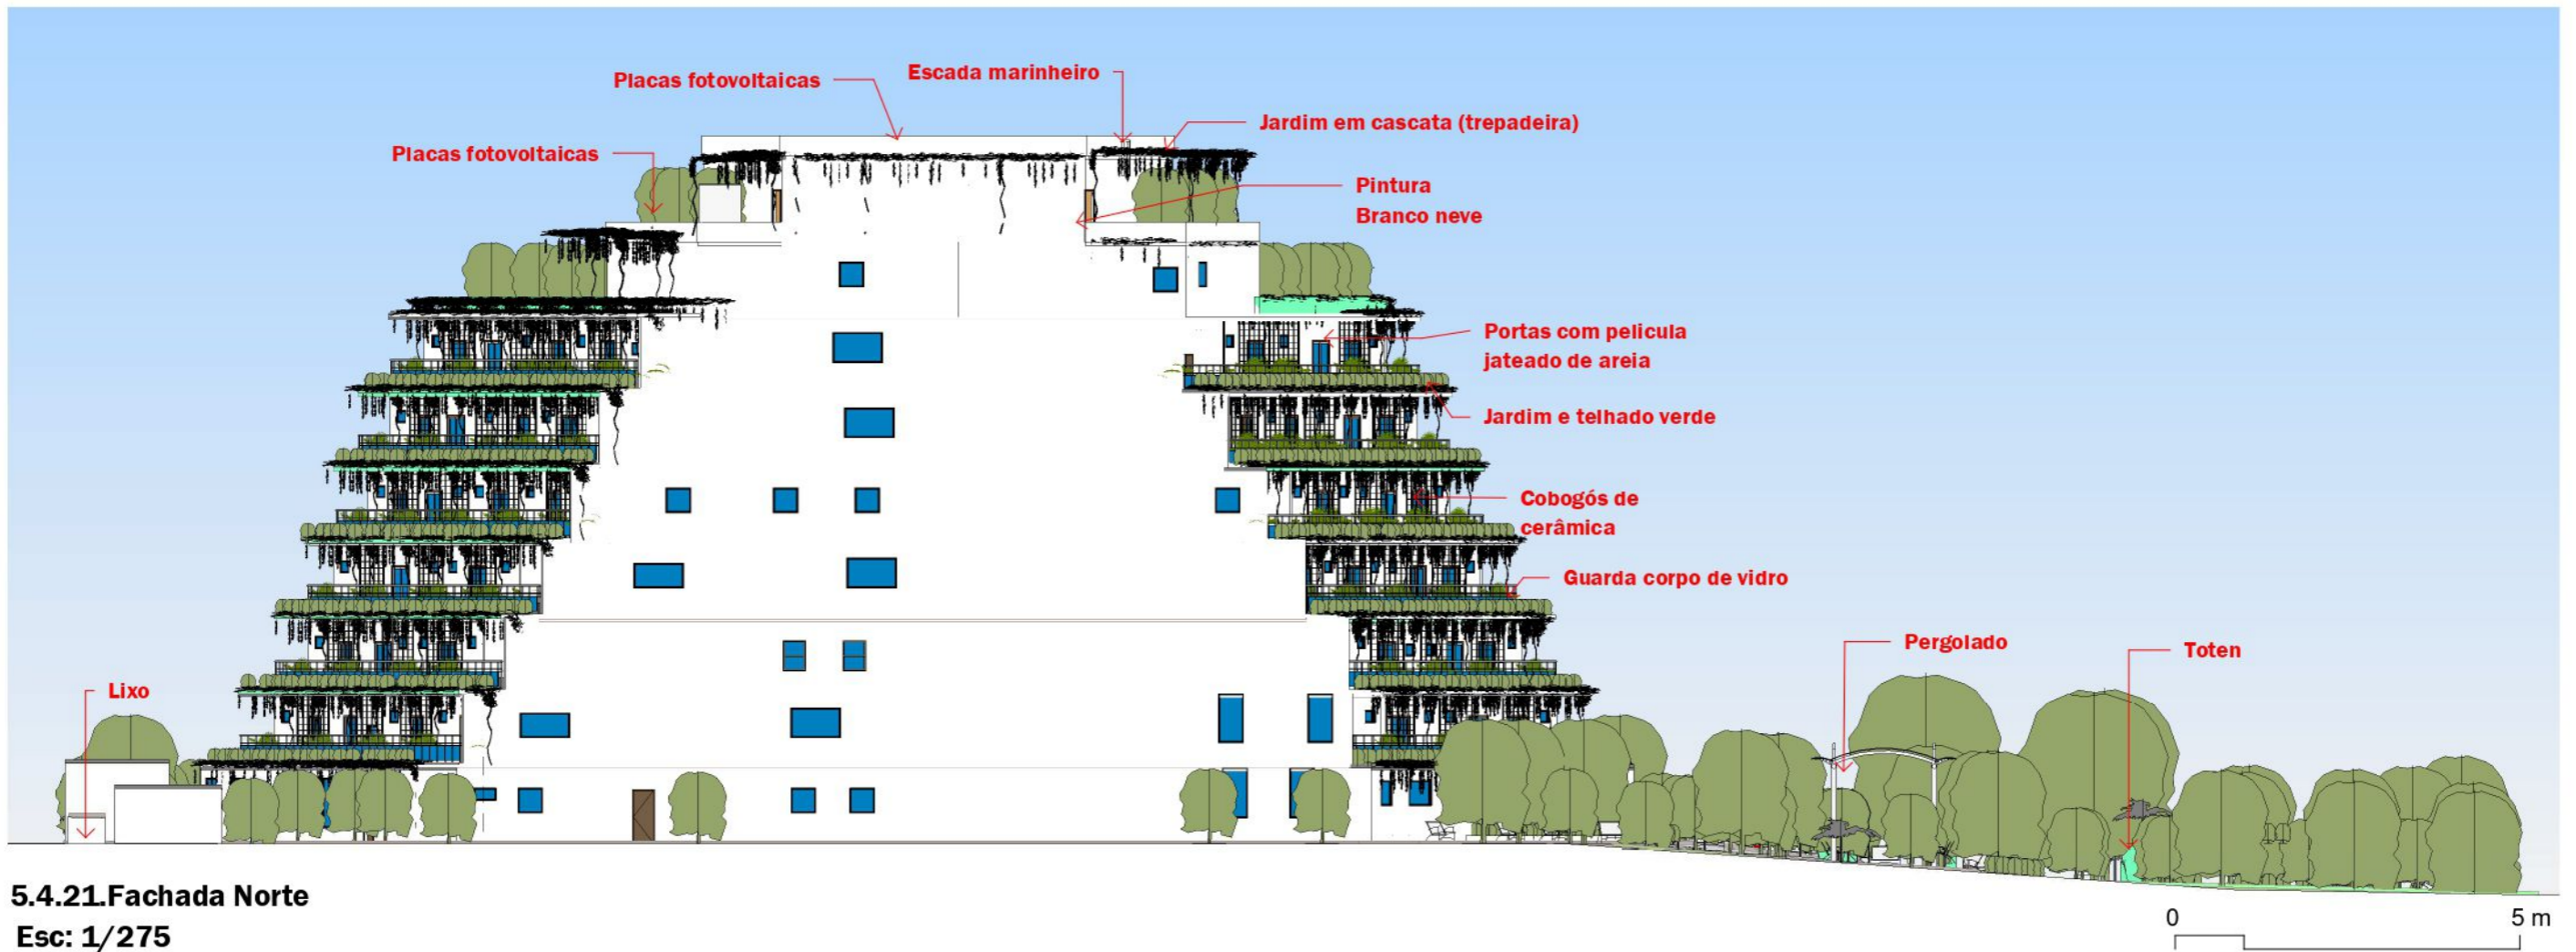 Placas fotovoltaicas
Escada marinheiro
Jardim em cascata (trepadeira)
Placas fotovoltaicas
Pintura
Branco neve
Portas com pelicula
jateado de areia
Jardim e telhado verde
Cobogós de
cerâmica
Guarda corpo de vidro
Pergolado
Toten
Lixo
5.4.21.Fachada Norte
Esc: 1/275
0
5 m